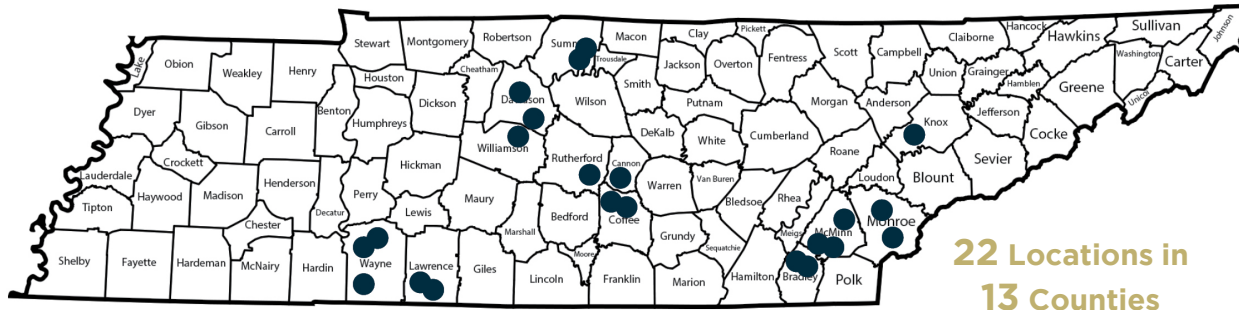 Stewart
Montgomery
Robertson
Sumn
Macon
Clay
Pickett
Scott
Campbell
Claiborne
Hancock
Hawkins
Sullivan
Johnson
Lake
Obion
Weakley
Henry
Houston
Cheatham
Trousdale
Jackson
Overton
Fentress
Union
Grainger
Hamblen
Washington
Carter
Dyer
Gibson
Carroll
Benton
Humphreys
Dickson
Davidson
Wilson
Smith
Putnam
Morgan
Anderson
Knox
Jefferson
Greene
Unicoi
Crockett
Hickman
Williamson
Rutherford
Cannon
DeKalb
White
Cumberland
Roane
Cocke
Lauderdale
Haywood
Madison
Henderson
Perry
Warren
Van Buren
Loudon
Blount
Sevier
Tipton
Chester
Decatur
Lewis
Maury
Bedford
Coffee
Bledsoe
Rhea
Marshall
Grundy
Meigs
McMinn
Monroe
Shelby
Fayette
Hardeman
McNairy
Hardin
Wayne
Lawrence
Giles
Lincoln
Moore
Franklin
Marion
Sequatchie
Hamilton
Bradley
Polk
22 Locations in
13 Counties